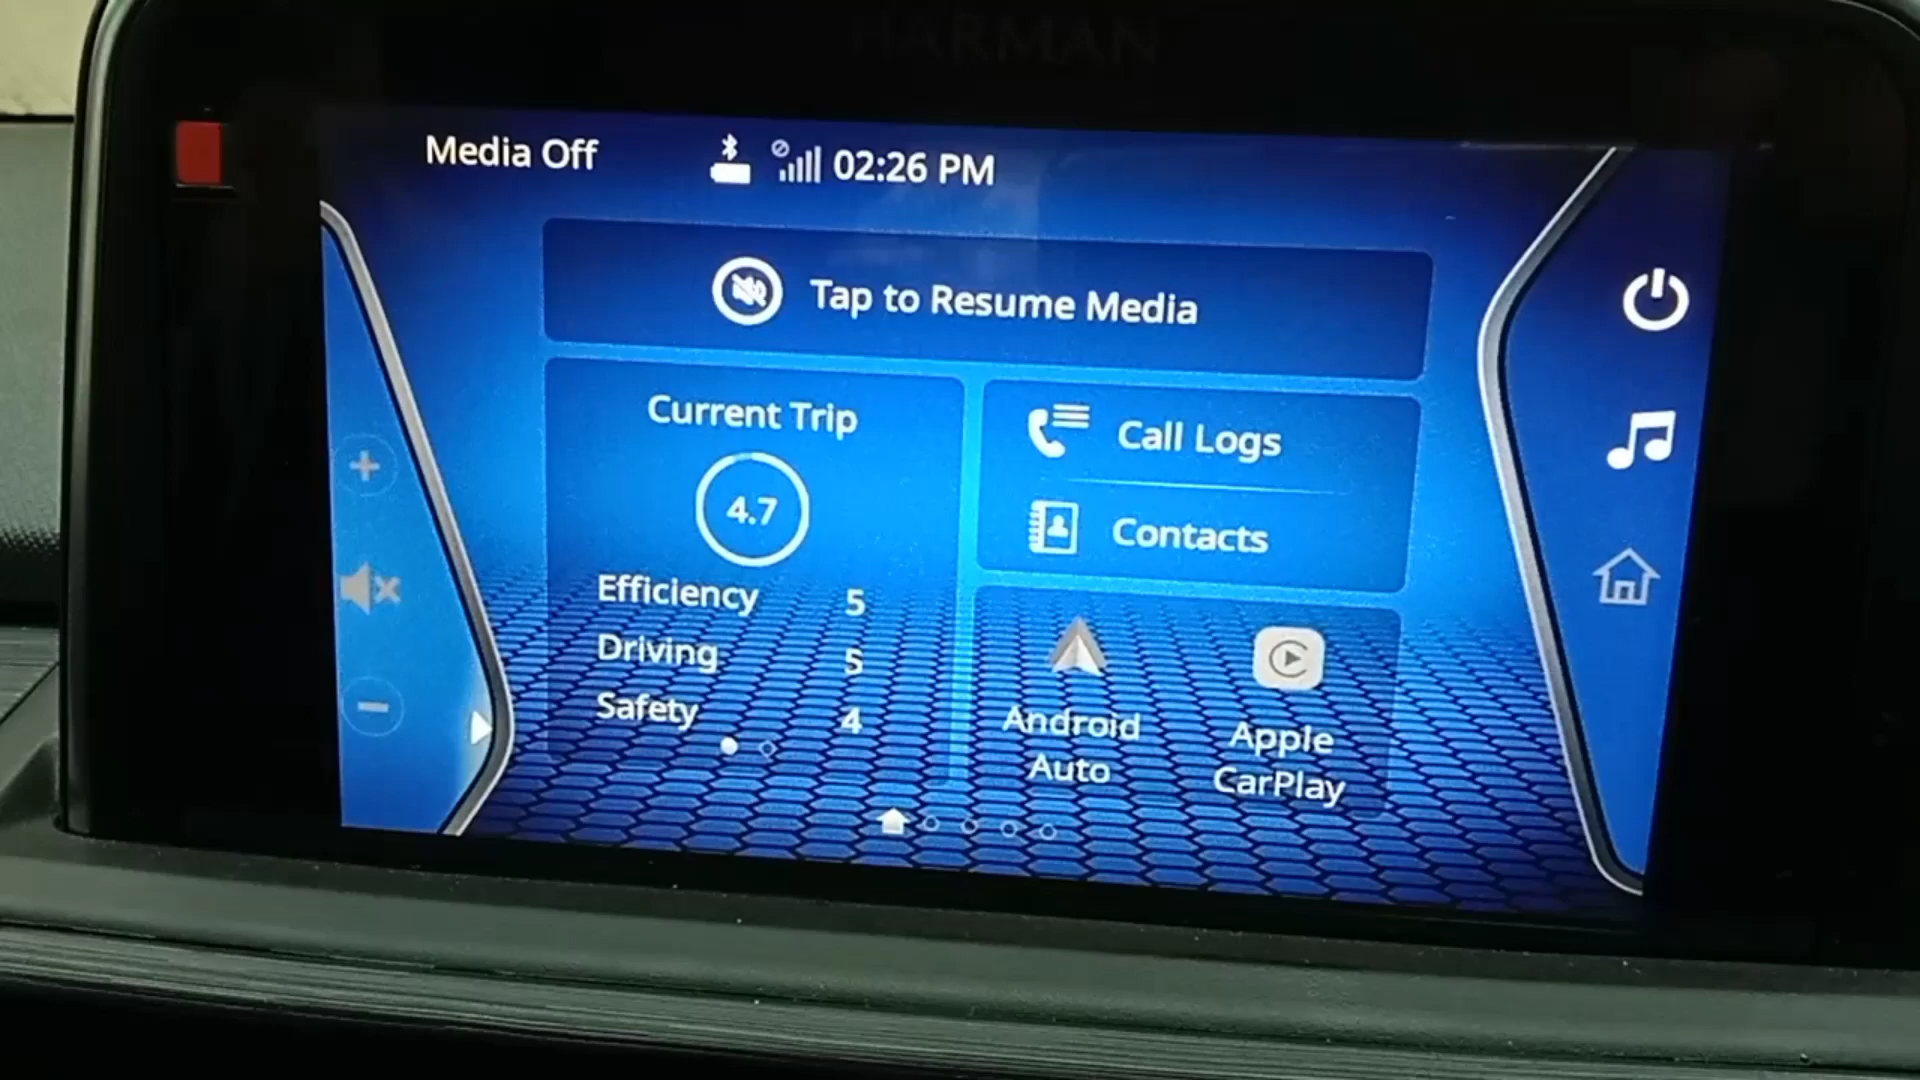 HARMAN
Media Off
02:26 PM
Tap to Resume Media
Current Trip
4.7
Efficiency 5
Driving 5
Safety 4
Call Logs
Contacts
Android
Auto
Apple
CarPlay